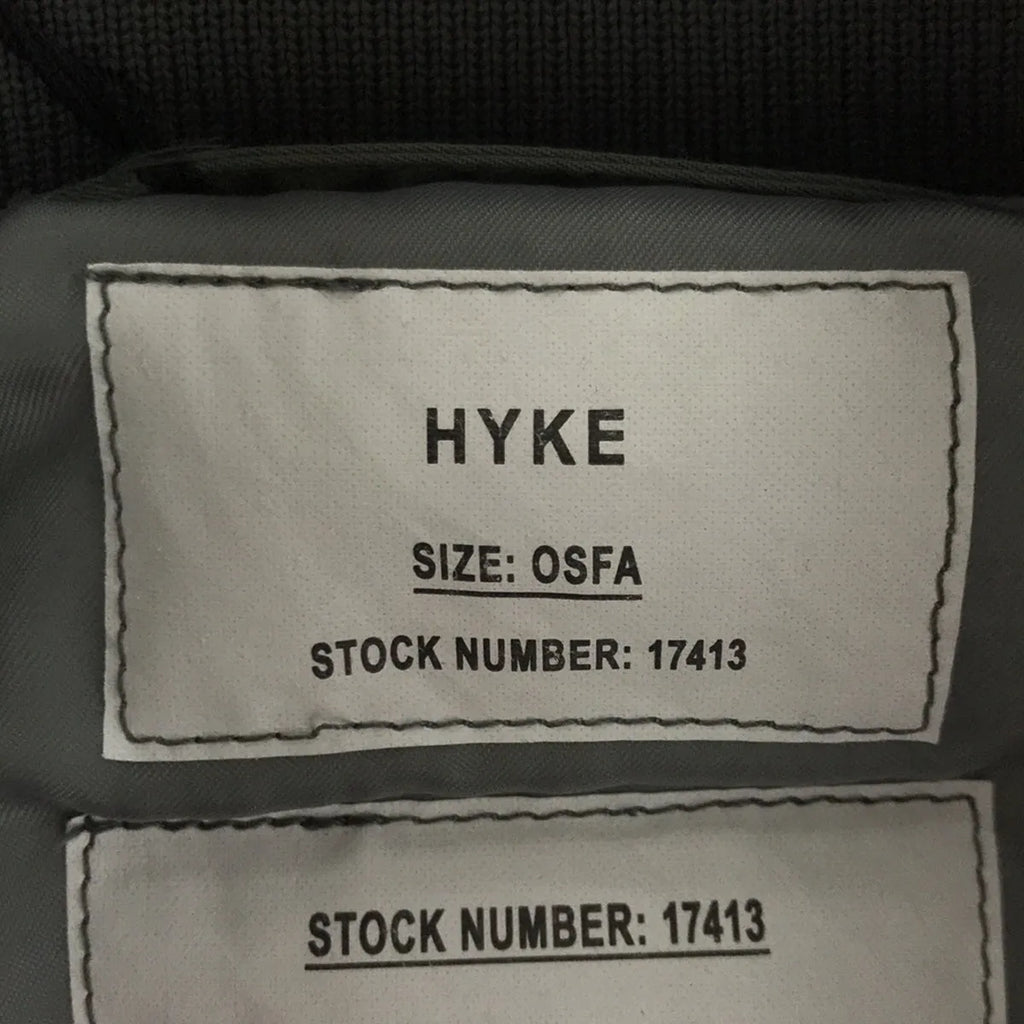 HYKE
SIZE: OSFA
STOCK NUMBER: 17413
STOCK NUMBER: 17413